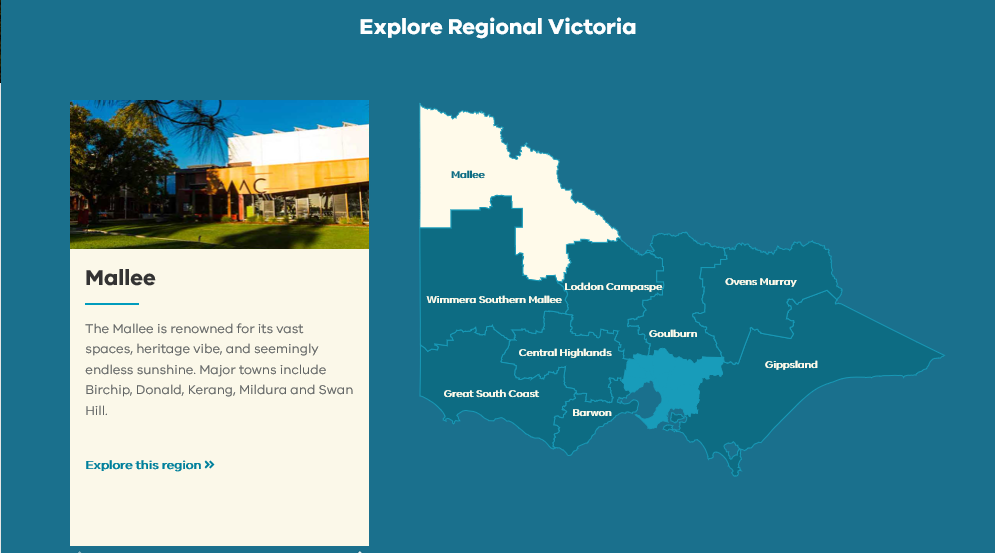 Explore Regional Victoria
MAC
Mallee
The Mallee is renowned for its vast
spaces, heritage vibe, and seemingly
endless sunshine. Major towns include
Birchip, Donald, Kerang, Mildura and Swan
Hill.
Explore this region »
Mallee
Wimmera Southern Mallee
Loddon Campaspe
Ovens Murray
Goulburn
Central Highlands
Gippsland
Great South Coast
Barwon